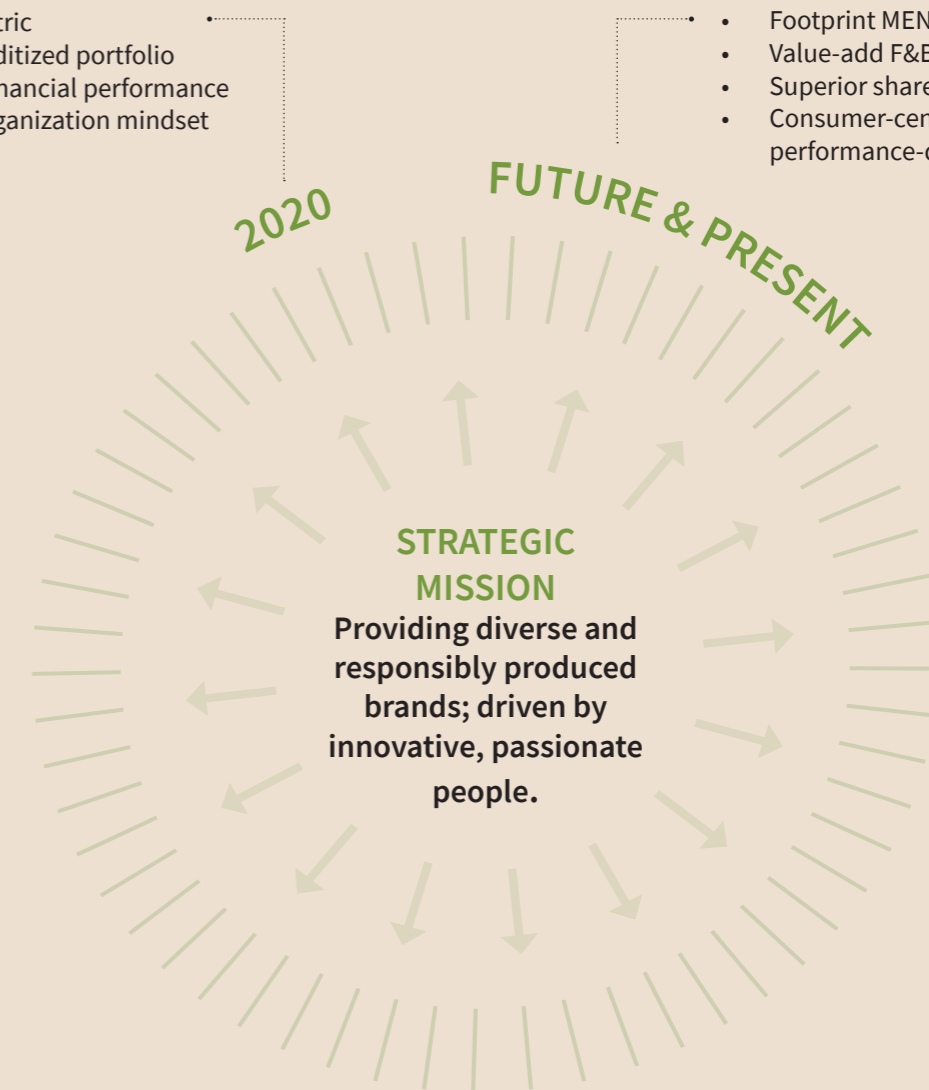 tric
ditized portfolio
nancial performance
ganization mindset
• Footprint MEN
• Value-add F&B
• Superior share
• Consumer-cen
performance-
2020
FUTURE & PRESENT
STRATEGIC
MISSION
Providing diverse and
responsibly produced
brands; driven by
innovative, passionate
people.